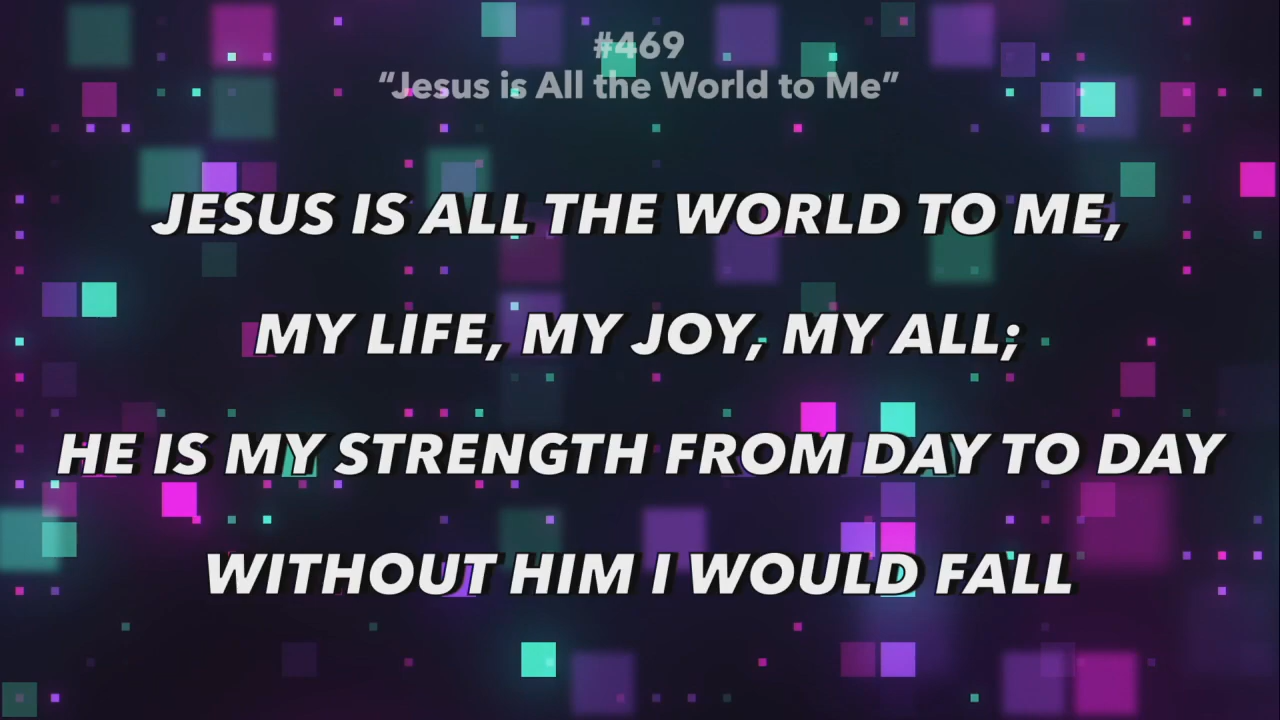 #469
“Jesus is All the World to Me”
JESUS IS ALL THE WORLD TO ME,
MY LIFE, MY JOY, MY ALL;
HE IS MY STRENGTH FROM DAY TO DAY
WITHOUT HIM I WOULD FALL